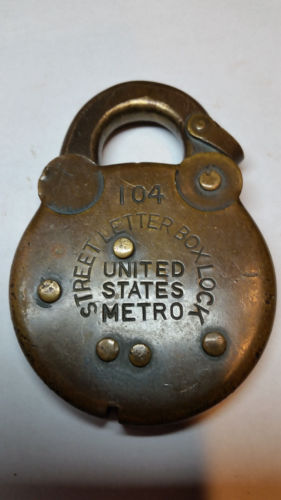 104
STREET LETTER BOX LOCK
UNITED
STATES
METRO